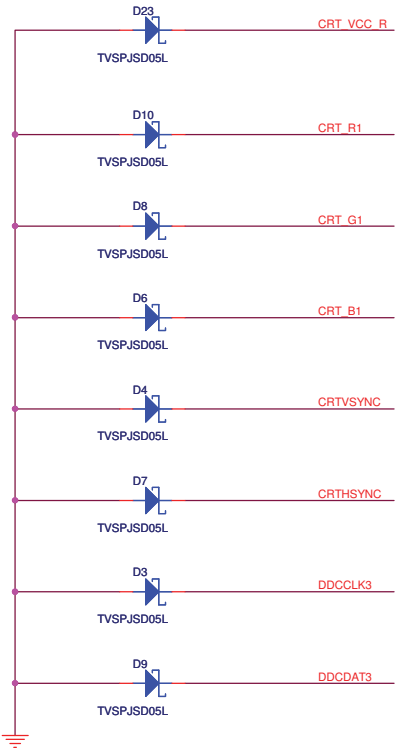 D23
CRT_VCC_R
TVSPJSD05L
D10
CRT_R1
TVSPJSD05L
D8
CRT_G1
TVSPJSD05L
D6
CRT_B1
TVSPJSD05L
D4
CRTVSYNC
TVSPJSD05L
D7
CRTHSYNC
TVSPJSD05L
D3
DDCCLK3
TVSPJSD05L
D9
DDCDAT3
TVSPJSD05L